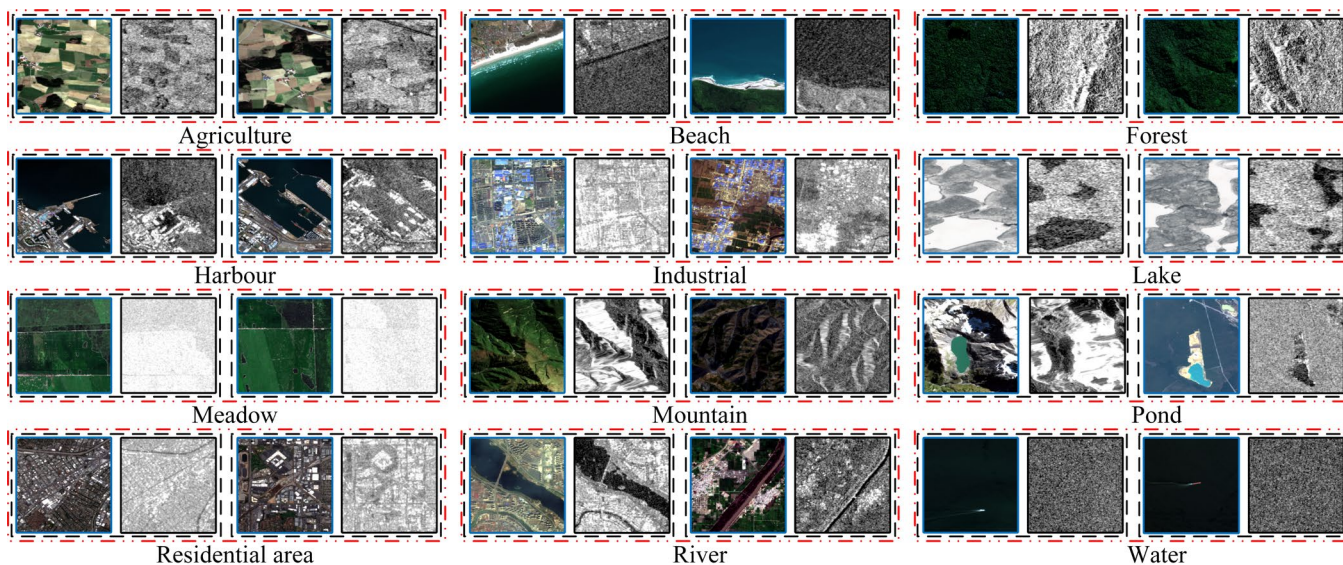 Agriculture
Beach
Forest
Harbour
Industrial
Lake
Meadow
Mountain
Pond
Residential area
River
Water